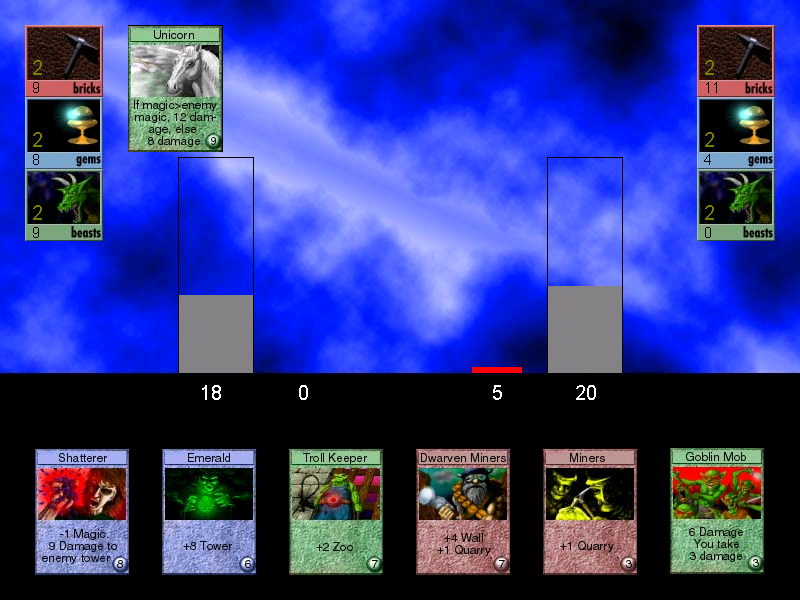 2
9 bricks
2
8 gems
2
9 beasts
Unicorn
If magic>enemy
magic, 12 dam-
age, else
8 damage
9
2
11 bricks
2
4 gems
2
0 beasts
18
0
5
20
Shatterer
-1 Magic.
9 Damage to
enemy tower
8
Emerald
+8 Tower
6
Troll Keeper
+2 Zoo
7
Dwarven Miners
+4 Wall
+1 Quarry
7
Miners
+1 Quarry
3
Goblin Mob
6 Damage
You take
3 damage
3